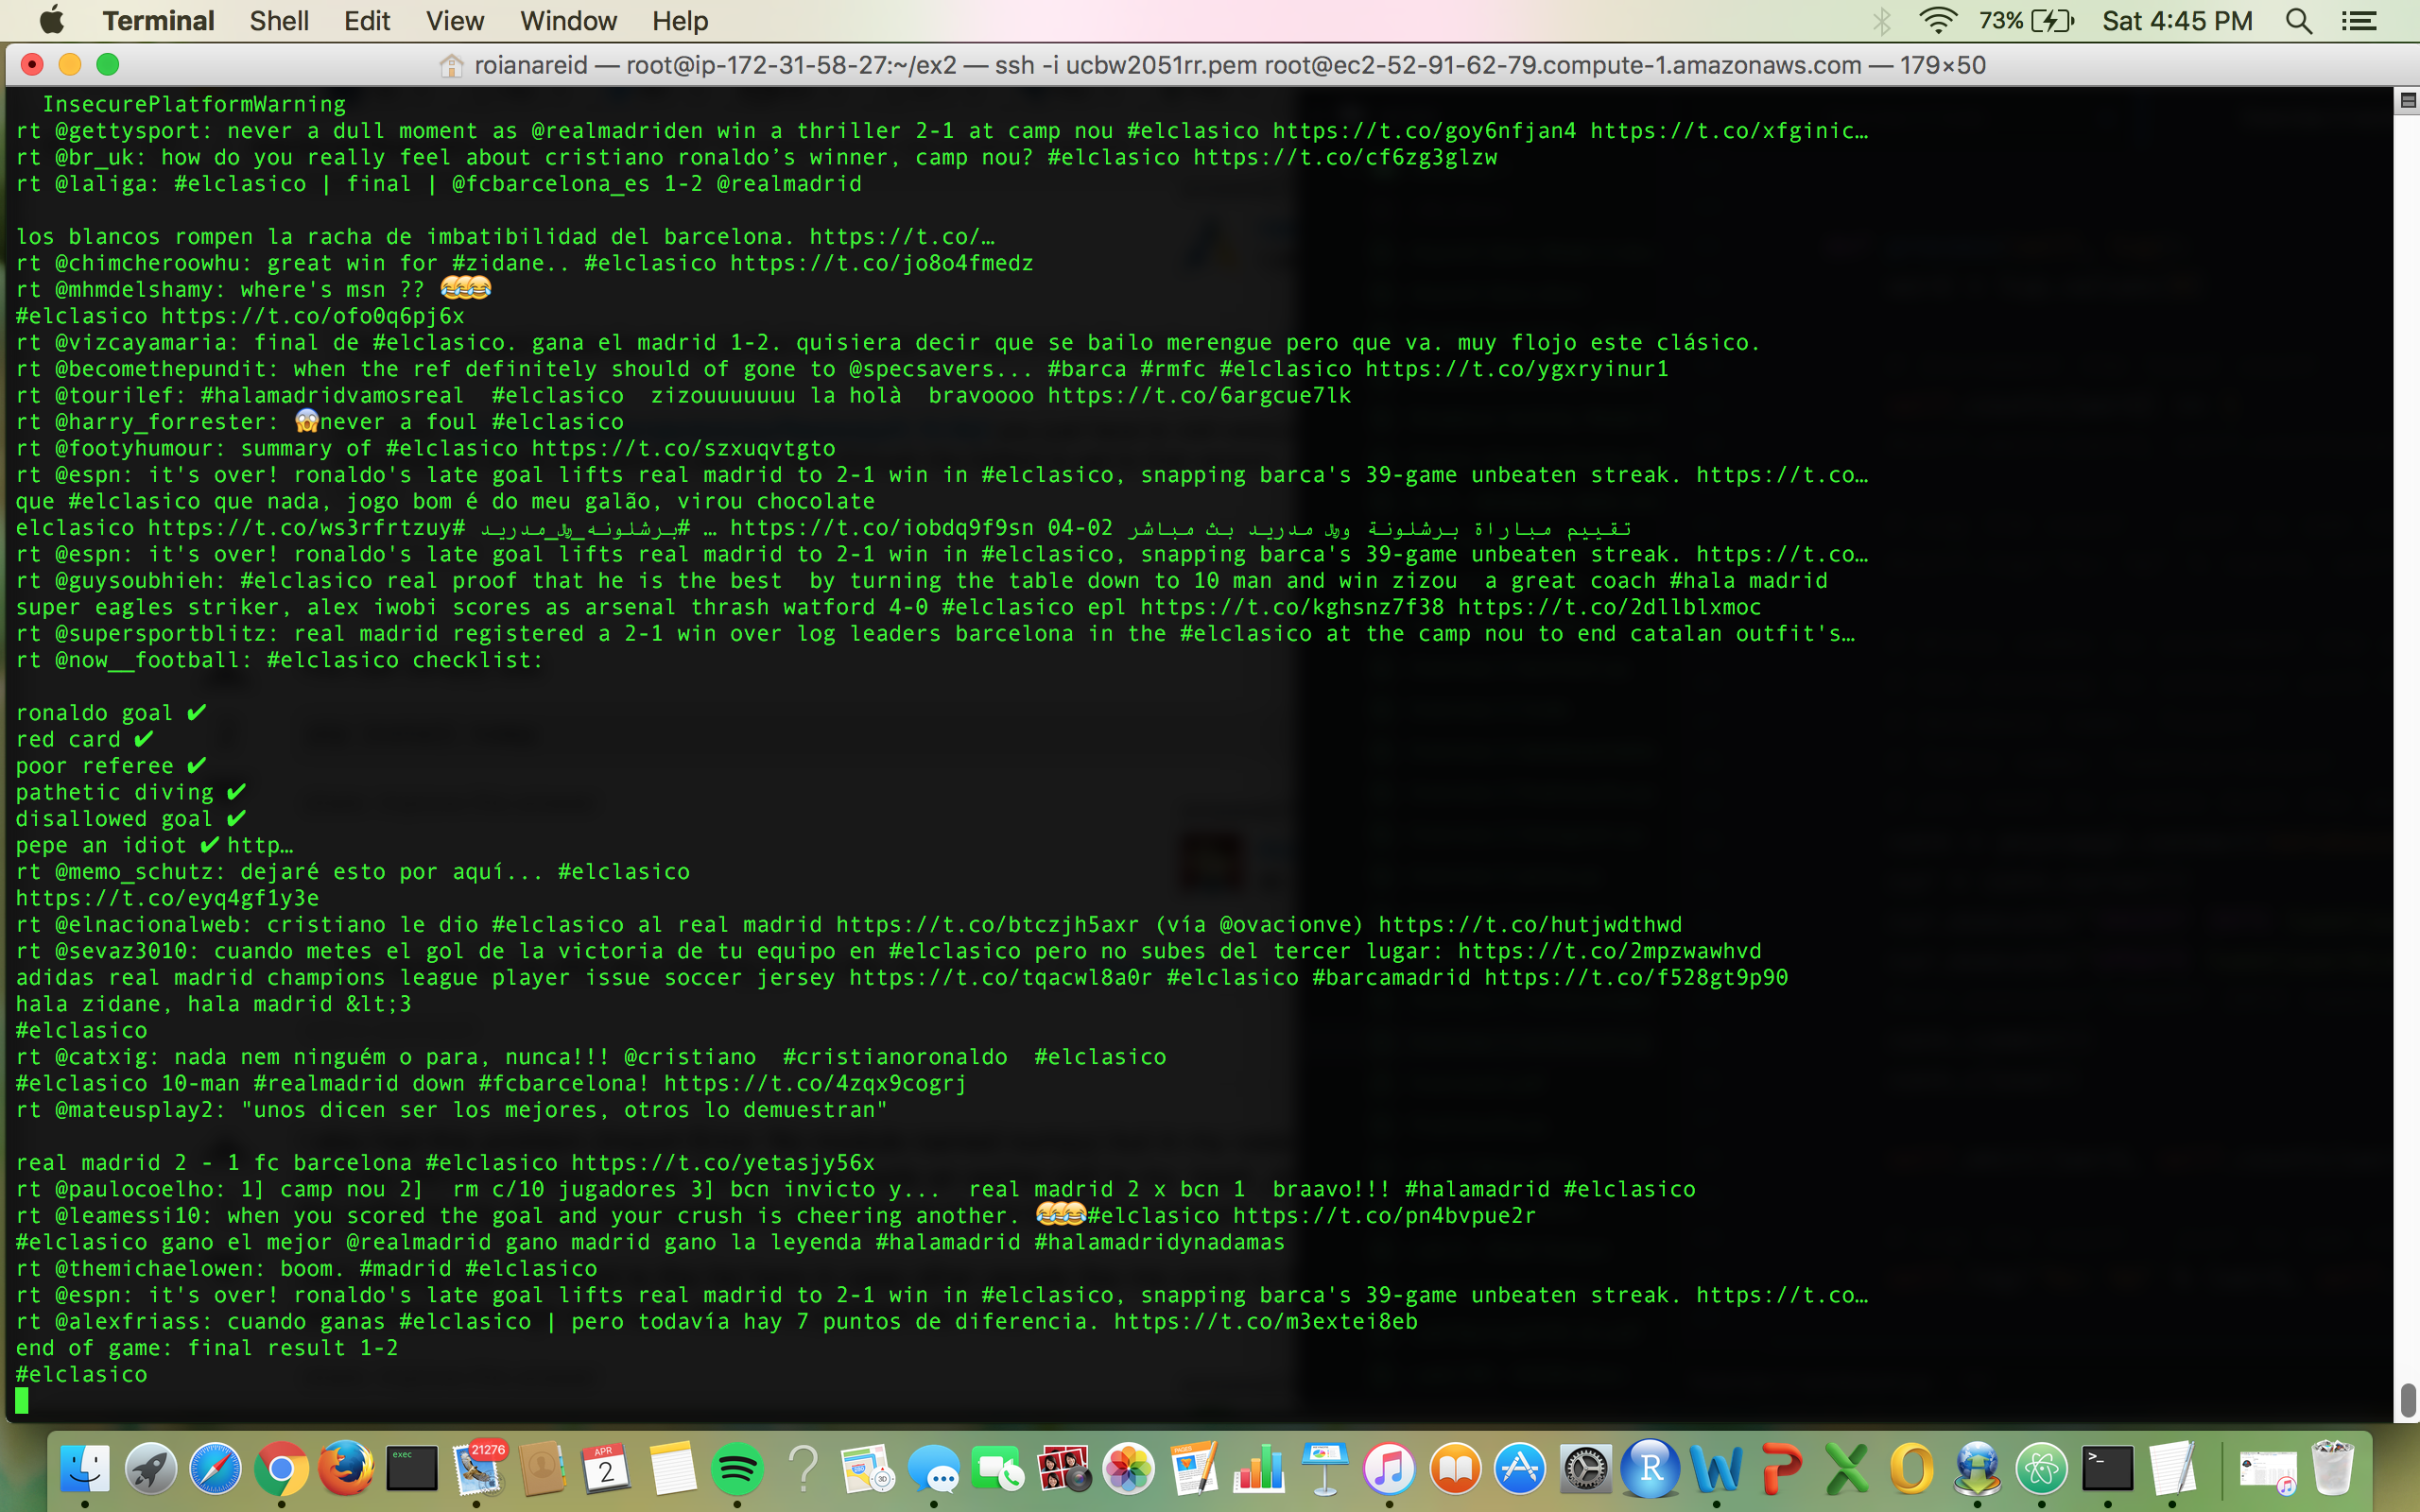 Terminal Shell Edit View Window Help 73% Sat 4:45 PM
roianareid — root@ip-172-31-58-27:~/ex2 — ssh -i ucbw2051rr.pem root@ec2-52-91-62-79.compute-1.amazonaws.com — 179×50
InsecurePlatformWarning
rt @gettysport: never a dull moment as @realmadriden win a thriller 2-1 at camp nou #elclasico https://t.co/goy6nfjan4 https://t.co/xfginic…
rt @br_uk: how do you really feel about cristiano ronaldo’s winner, camp nou? #elclasico https://t.co/cf6zg3glzw
rt @laliga: #elclasico | final | @fcbarcelona_es 1-2 @realmadrid
los blancos rompen la racha de imbatibilidad del barcelona. https://t.co/…
rt @chimcheroowhu: great win for #zidane.. #elclasico https://t.co/jo8o4fmedz
rt @mhmdelshamy: where's msn ?? 😂😂😂
#elclasico https://t.co/ofo0q6pj6x
rt @vizcayamaria: final de #elclasico. gana el madrid 1-2. quisiera decir que se bailo merengue pero que va. muy flojo este clásico.
rt @becomethepundit: when the ref definitely should of gone to @specsavers... #barca #rmfc #elclasico https://t.co/ygxryinur1
rt @tourilef: #halamadridvamosreal  #elclasico  zizouuuuuuu la holà  bravoooo https://t.co/6argcue7lk
rt @harry_forrester: 😱never a foul #elclasico
rt @footyhumour: summary of #elclasico https://t.co/szxuqvtgto
rt @espn: it's over! ronaldo's late goal lifts real madrid to 2-1 win in #elclasico, snapping barca's 39-game unbeaten streak. https://t.co…
que #elclasico que nada, jogo bom é do meu galão, virou chocolate
elclasico https://t.co/ws3rfrtzuy# برشلونه_ريال_مدريد# … https://t.co/iobdq9f9sn 04-02 تقييم مباراة برشلونة وريال مدريد بث مباشر
rt @espn: it's over! ronaldo's late goal lifts real madrid to 2-1 win in #elclasico, snapping barca's 39-game unbeaten streak. https://t.co…
rt @guysoubhieh: #elclasico real proof that he is the best  by turning the table down to 10 man and win zizou  a great coach #hala madrid
super eagles striker, alex iwobi scores as arsenal thrash watford 4-0 #elclasico epl https://t.co/kghsnz7f38 https://t.co/2dllblxmoc
rt @supersportblitz: real madrid registered a 2-1 win over log leaders barcelona in the #elclasico at the camp nou to end catalan outfit's…
rt @now__football: #elclasico checklist:
ronaldo goal ✔
red card ✔
poor referee ✔
pathetic diving ✔
disallowed goal ✔
pepe an idiot ✔ http…
rt @memo_schutz: dejaré esto por aquí... #elclasico
https://t.co/eyq4gf1y3e
rt @elnacionalweb: cristiano le dio #elclasico al real madrid https://t.co/btczjh5axr (vía @ovacionve) https://t.co/hutjwdthwd
rt @sevaz3010: cuando metes el gol de la victoria de tu equipo en #elclasico pero no subes del tercer lugar: https://t.co/2mpzwawhvd
adidas real madrid champions league player issue soccer jersey https://t.co/tqacwl8a0r #elclasico #barcamadrid https://t.co/f528gt9p90
hala zidane, hala madrid &lt;3
#elclasico
rt @catxig: nada nem ninguém o para, nunca!!! @cristiano  #cristianoronaldo  #elclasico
#elclasico 10-man #realmadrid down #fcbarcelona! https://t.co/4zqx9cogrj
rt @mateusplay2: "unos dicen ser los mejores, otros lo demuestran"
real madrid 2 - 1 fc barcelona #elclasico https://t.co/yetasjy56x
rt @paulocoelho: 1] camp nou 2]  rm c/10 jugadores 3] bcn invicto y...  real madrid 2 x bcn 1  braavo!!! #halamadrid #elclasico
rt @leamessi10: when you scored the goal and your crush is cheering another. 😂😂😂#elclasico https://t.co/pn4bvpue2r
#elclasico gano el mejor @realmadrid gano madrid gano la leyenda #halamadrid #halamadridynadamas
rt @themichaelowen: boom. #madrid #elclasico
rt @espn: it's over! ronaldo's late goal lifts real madrid to 2-1 win in #elclasico, snapping barca's 39-game unbeaten streak. https://t.co…
rt @alexfriass: cuando ganas #elclasico | pero todavía hay 7 puntos de diferencia. https://t.co/m3extei8eb
end of game: final result 1-2
#elclasico
exec 21276 APR 2 3D PAGES R W P X O >_